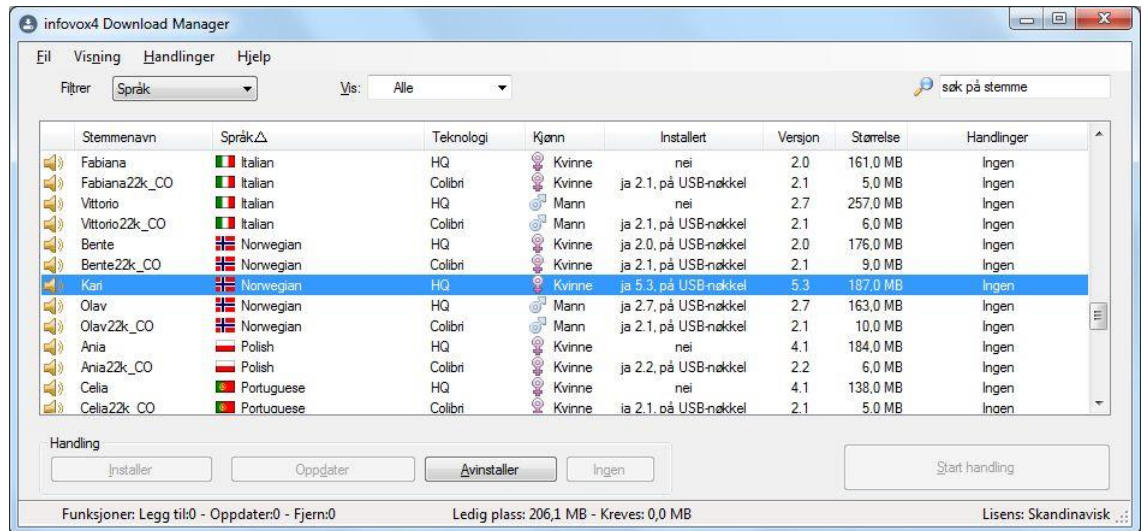 infovox4 Download Manager
Fil Visning Handlinger Hjelp
Filtrer Språk Vis: Alle søk på stemme
Stemmenavn Språk Teknologi Kjønn Installert Versjon Størrelse Handlinger
Fabiana Italian HQ Kvinne nei 2.0 161,0 MB Ingen
Fabiana22k_CO Italian Colibri Kvinne ja 2.1, på USB-nøkkel 2.1 5,0 MB Ingen
Vittorio Italian HQ Mann nei 2.7 257,0 MB Ingen
Vittorio22k_CO Italian Colibri Mann ja 2.1, på USB-nøkkel 2.1 6,0 MB Ingen
Bente Norwegian HQ Kvinne ja 2.0, på USB-nøkkel 2.0 176,0 MB Ingen
Bente22k_CO Norwegian Colibri Kvinne ja 2.1, på USB-nøkkel 2.1 9,0 MB Ingen
Kari Norwegian HQ Kvinne ja 5.3, på USB-nøkkel 5.3 187,0 MB Ingen
Olav Norwegian HQ Mann ja 2.7, på USB-nøkkel 2.7 163,0 MB Ingen
Olav22k_CO Norwegian Colibri Mann ja 2.1, på USB-nøkkel 2.1 10,0 MB Ingen
Ania Polish HQ Kvinne nei 4.1 184,0 MB Ingen
Ania22k_CO Polish Colibri Kvinne ja 2.2, på USB-nøkkel 2.2 6,0 MB Ingen
Celia Portuguese HQ Kvinne nei 4.1 138,0 MB Ingen
Celia22k_CO Portuguese Colibri Kvinne ja 2.1, på USB-nøkkel 2.1 5,0 MB Ingen
Handling
Installer Oppdater Avinstaller Ingen Start handling
Funksjoner: Legg til:0 - Oppdater:0 - Fjern:0 Ledig plass: 206,1 MB - Kreves: 0,0 MB Lisens: Skandinavisk